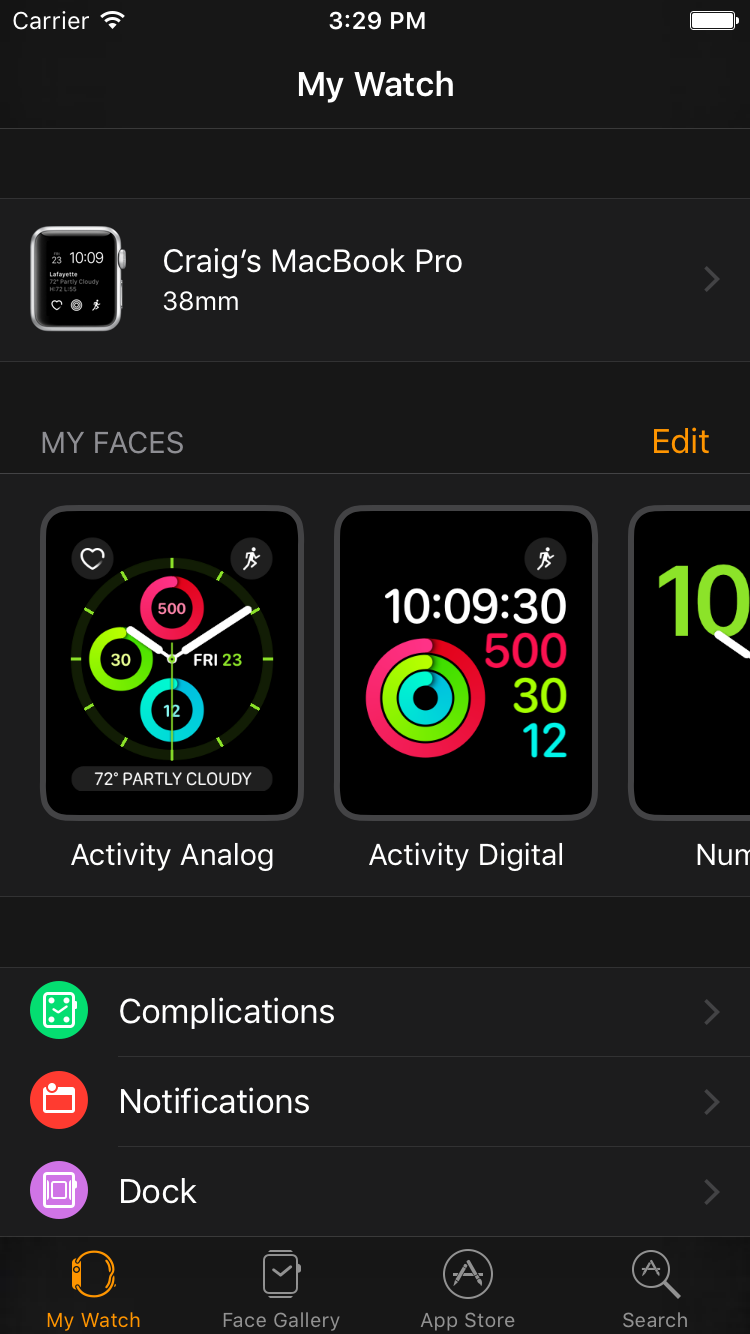 Carrier 3:29 PM
My Watch
23 10:09
Lafayette
72° Partly Cloudy
H:72 L:55
Craig’s MacBook Pro
38mm
MY FACES Edit
500
30 FRI 23
12
72° PARTLY CLOUDY
10:09:30
500
30
12
10
Activity Analog Activity Digital Num
Complications
Notifications
Dock
My Watch Face Gallery App Store Search